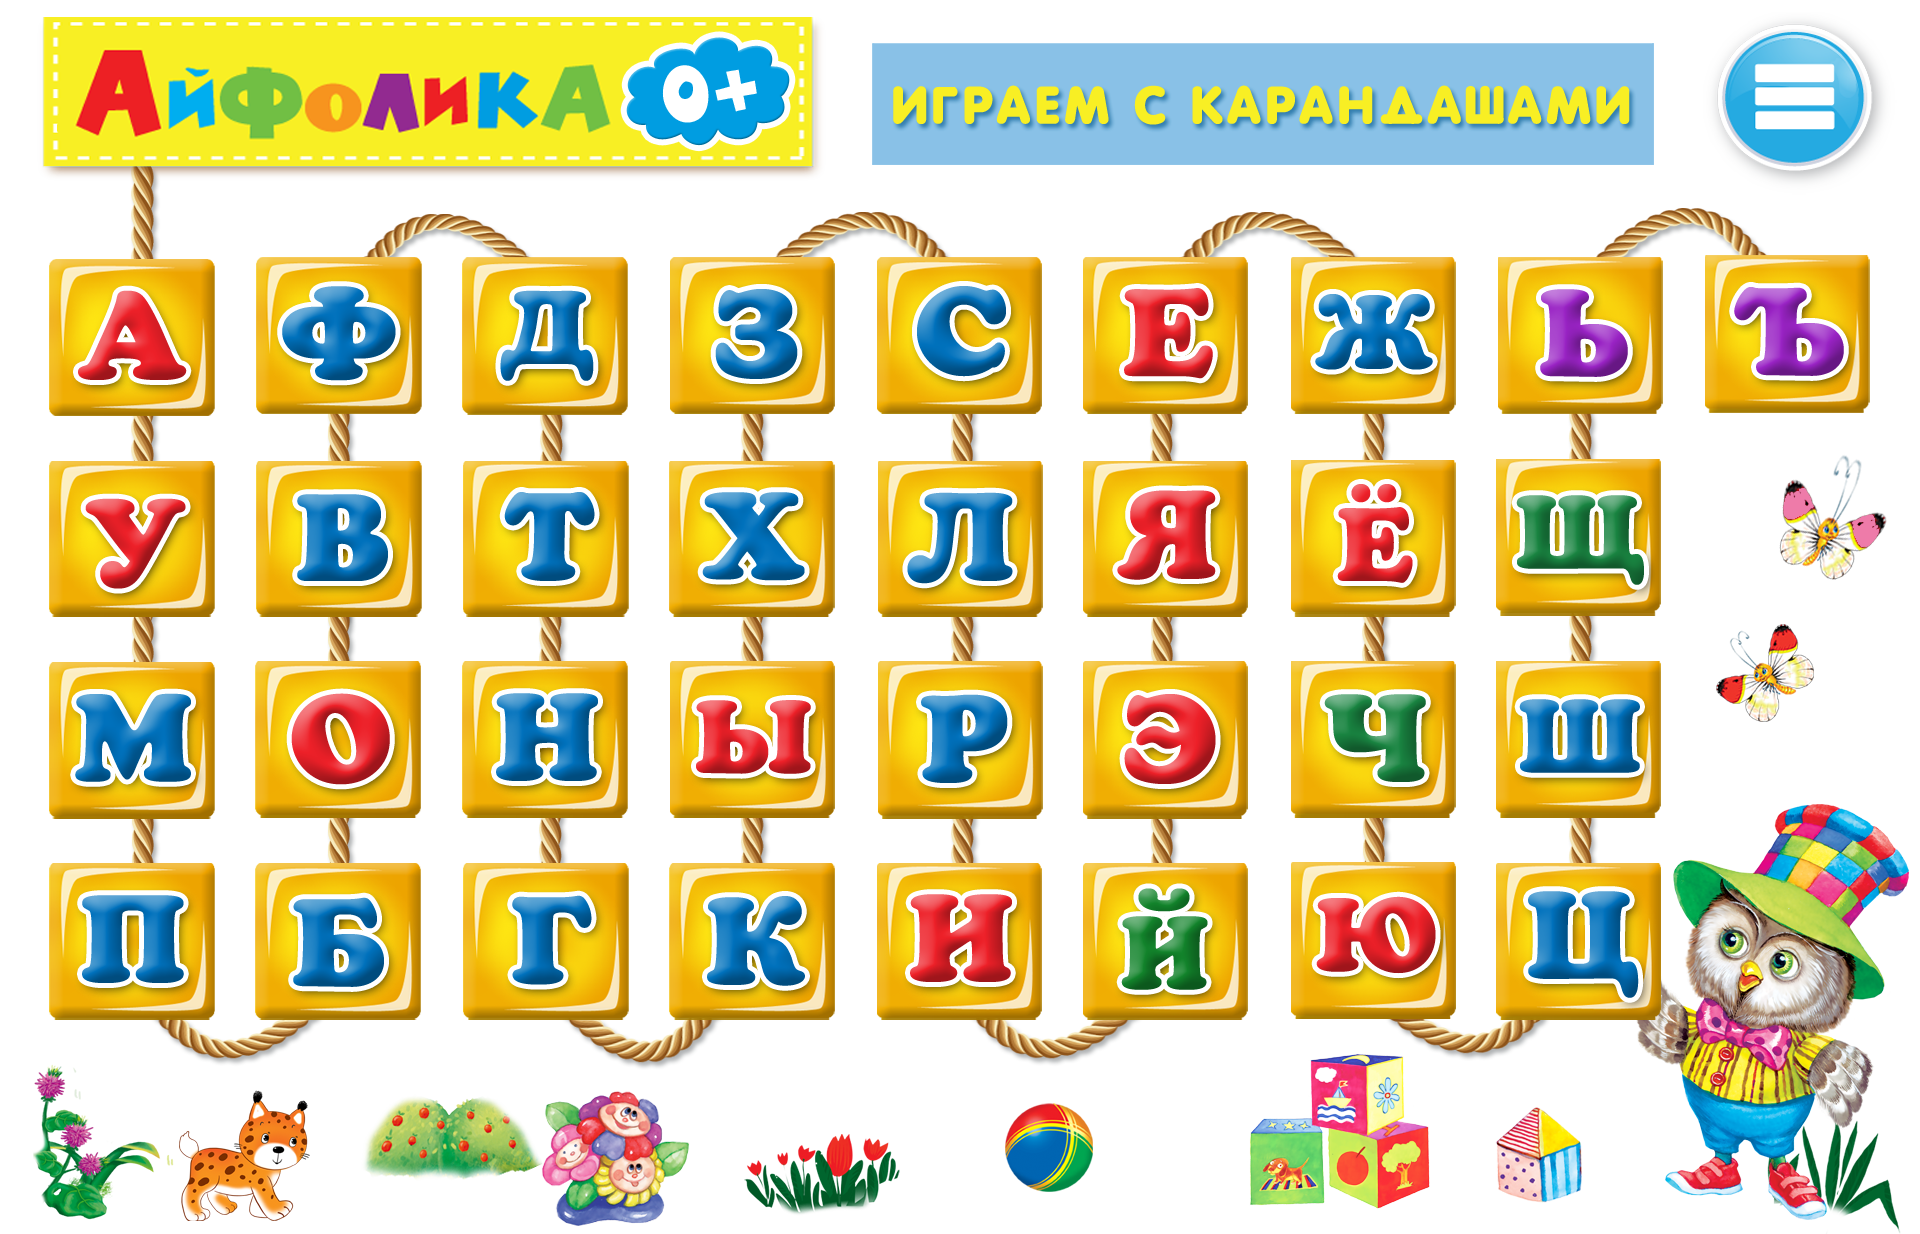 Айфолика 0+
ИГРАЕМ С КАРАНДАШАМИ
А Ф Д З С Е Ж Ь Ъ
У В Т Х Л Я Ё Щ
М О Н Ы Р Э Ч Ш
П Б Г К И Й Ю Ц